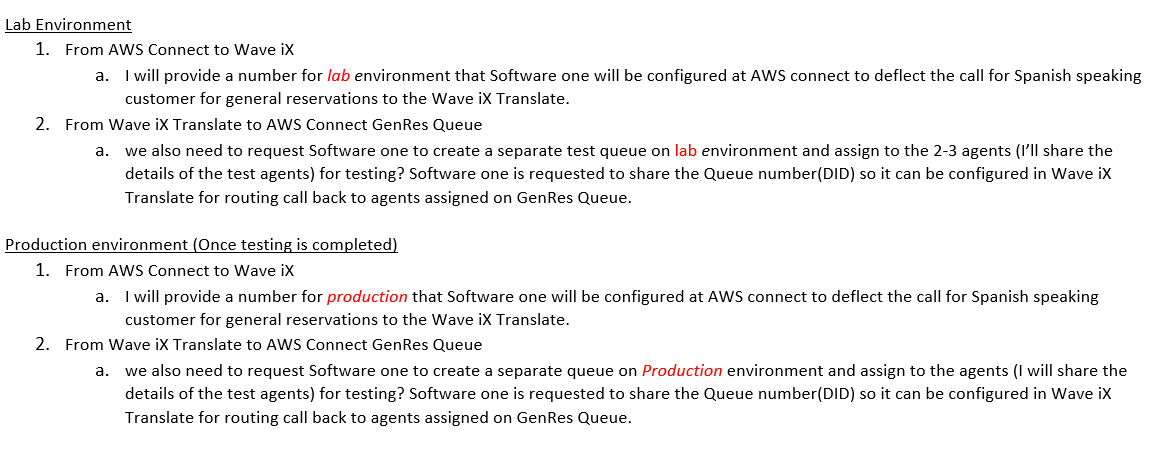 Lab Environment
1. From AWS Connect to Wave iX
a. I will provide a number for lab environment that Software one will be configured at AWS connect to deflect the call for Spanish speaking
customer for general reservations to the Wave iX Translate.
2. From Wave iX Translate to AWS Connect GenRes Queue
a. we also need to request Software one to create a separate test queue on lab environment and assign to the 2-3 agents (I’ll share the
details of the test agents) for testing? Software one is requested to share the Queue number(DID) so it can be configured in Wave iX
Translate for routing call back to agents assigned on GenRes Queue.
Production environment (Once testing is completed)
1. From AWS Connect to Wave iX
a. I will provide a number for production that Software one will be configured at AWS connect to deflect the call for Spanish speaking
customer for general reservations to the Wave iX Translate.
2. From Wave iX Translate to AWS Connect GenRes Queue
a. we also need to request Software one to create a separate queue on Production environment and assign to the agents (I will share the
details of the test agents) for testing? Software one is requested to share the Queue number(DID) so it can be configured in Wave iX
Translate for routing call back to agents assigned on GenRes Queue.